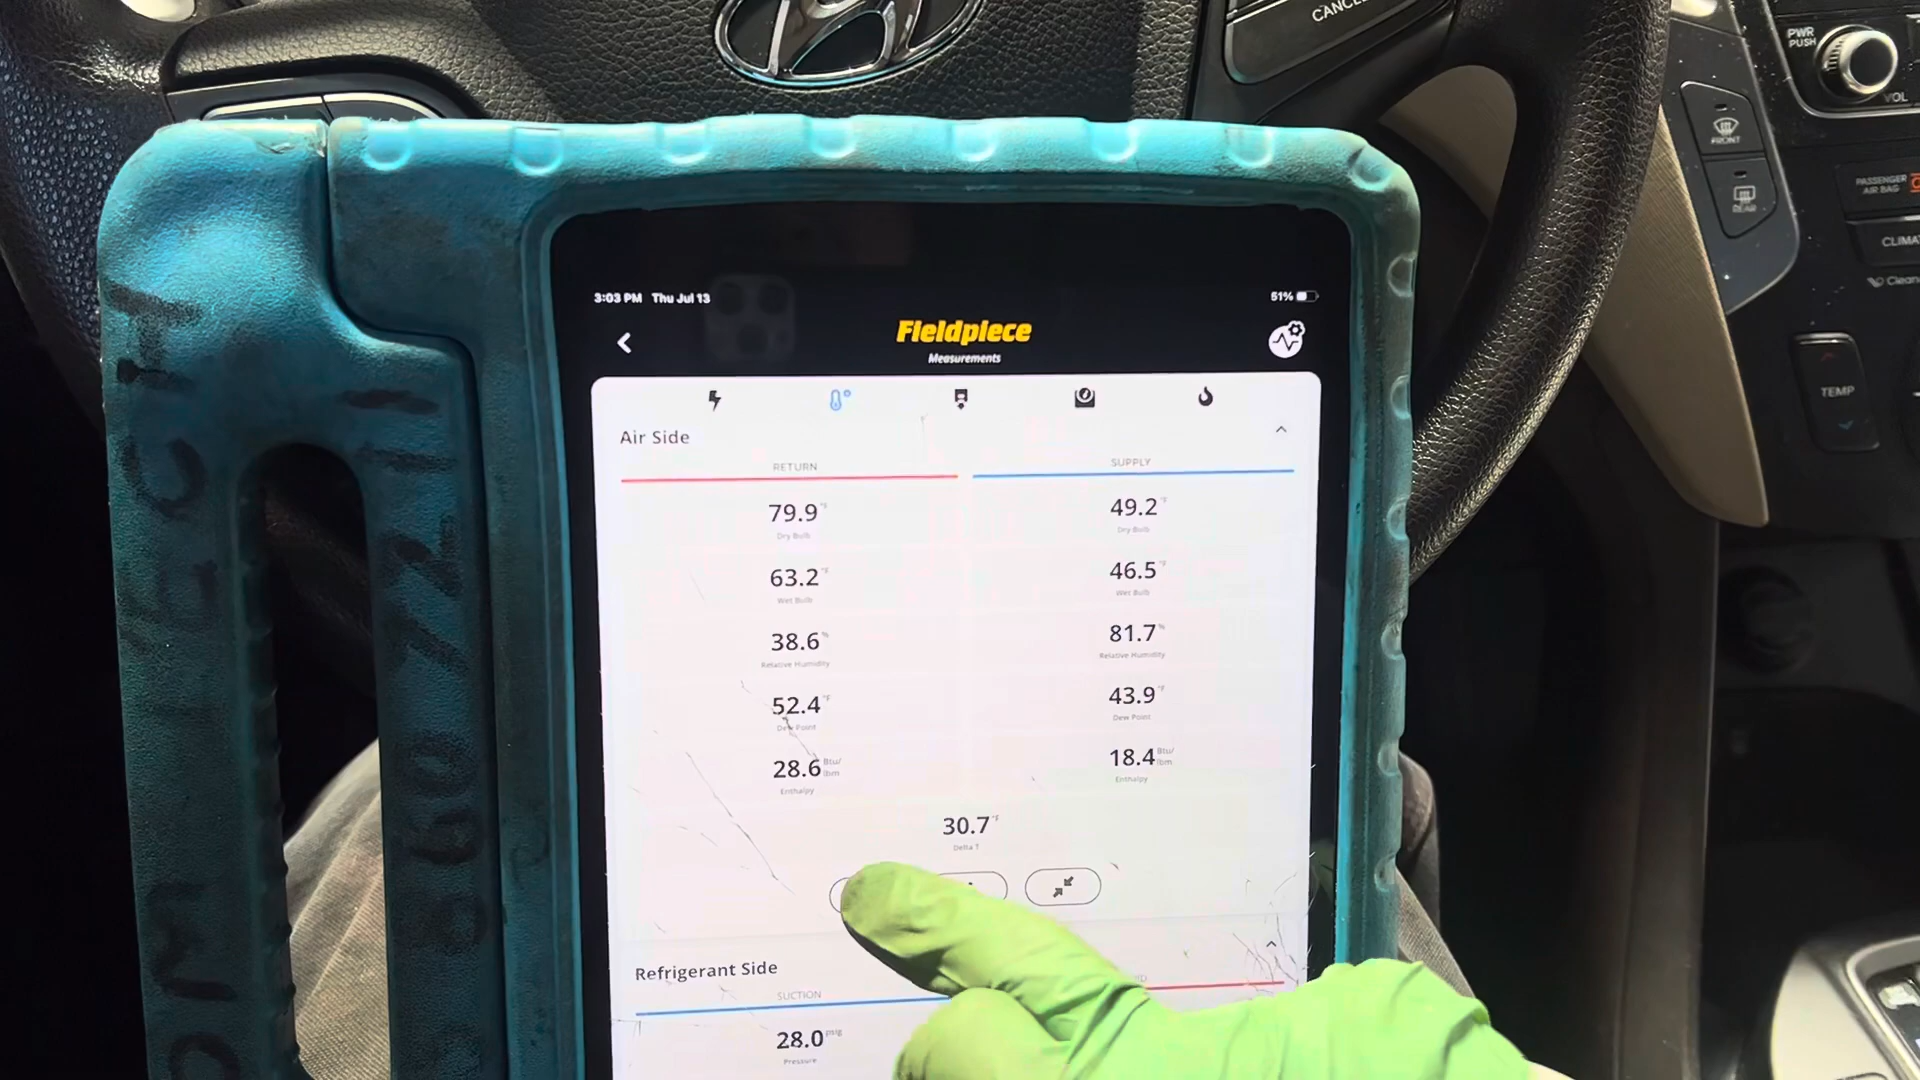 CANCEL
PWR
PUSH
VOL
FRONT
REAR
PASSENGER
AIR BAG
CLIMA
Clean
TEMP
3:03 PM Thu Jul 13
51%
Fieldpiece
Measurements
Air Side
RETURN
SUPPLY
79.9 °F
Dry Bulb
49.2 °F
Dry Bulb
63.2 °F
Wet Bulb
46.5 °F
Wet Bulb
38.6 %
Relative Humidity
81.7 %
Relative Humidity
52.4 °F
Dew Point
43.9 °F
Dew Point
28.6 Btu/lbm
Enthalpy
18.4 Btu/lbm
Enthalpy
30.7 °F
Delta T
Refrigerant Side
SUCTION
28.0 psig
Pressure